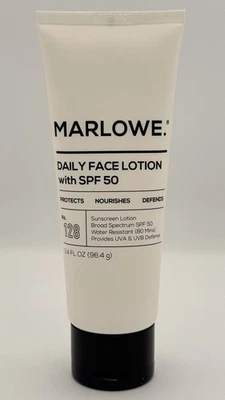 MARLOWE.®
DAILY FACE LOTION
with SPF 50
PROTECTS NOURISHES DEFENDS
No.
128
Sunscreen Lotion
Broad Spectrum SPF 50
Water Resistant (80 Mins)
Provides UVA & UVB Defense
3.4 FL OZ (96.4 g)